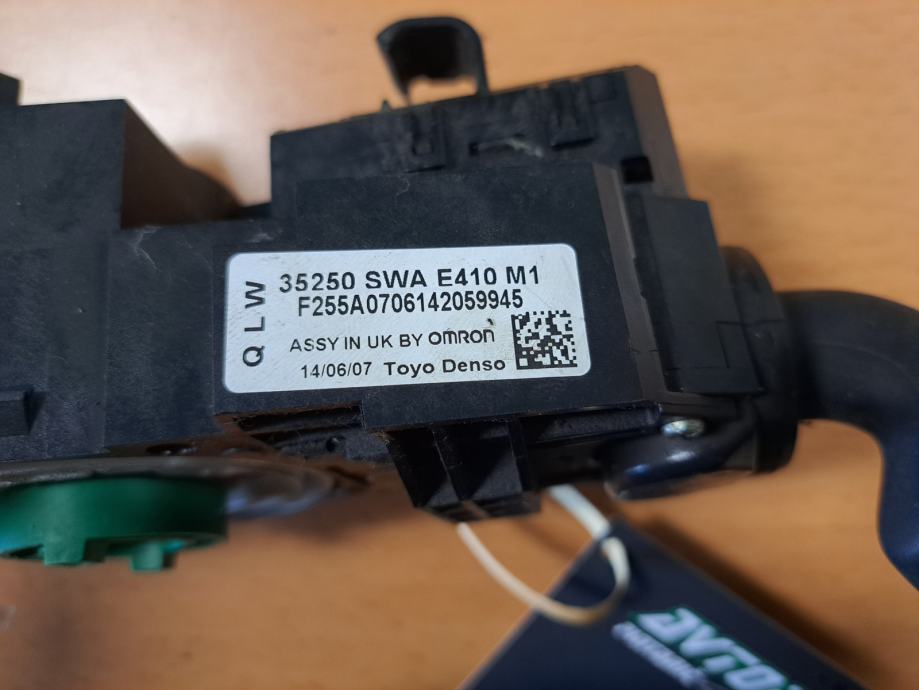 QLW
35250 SWA E410 M1
F255A0706142059945
ASSY IN UK BY OMRON
14/06/07 Toyo Denso